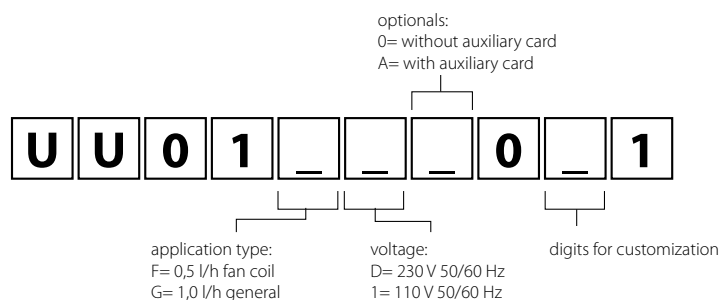 optionals:
0= without auxiliary card
A= with auxiliary card
U U 0 1 _ _ _ 0 _ 1
application type:
F= 0,5 l/h fan coil
G= 1,0 l/h general
voltage:
D= 230 V 50/60 Hz
1= 110 V 50/60 Hz
digits for customization